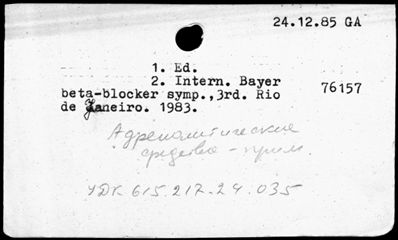 24.12.85 GA
1. Ed.
2. Intern. Bayer
beta-blocker symp.,3rd. Rio
76157
de Janeiro. 1983.
Адренолитические
средства - прим.
УДК 615.217.24.035